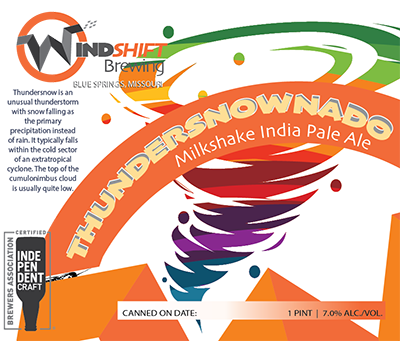 WINDSHIFT
Brewing
BLUE SPRINGS, MISSOURI
Thundersnow is an
unusual thunderstorm
with snow falling as
the primary
precipitation instead
of rain. It typically falls
within the cold sector
of an extratropical
cyclone. The top of the
cumulonimbus cloud
is usually quite low.
THUNDERSNOWNADO
Milkshake India Pale Ale
BREWERS ASSOCIATION
CERTIFIED
INDE
PEN
DENT
CRAFT
CANNED ON DATE: 1 PINT | 7.0% ALC./VOL.